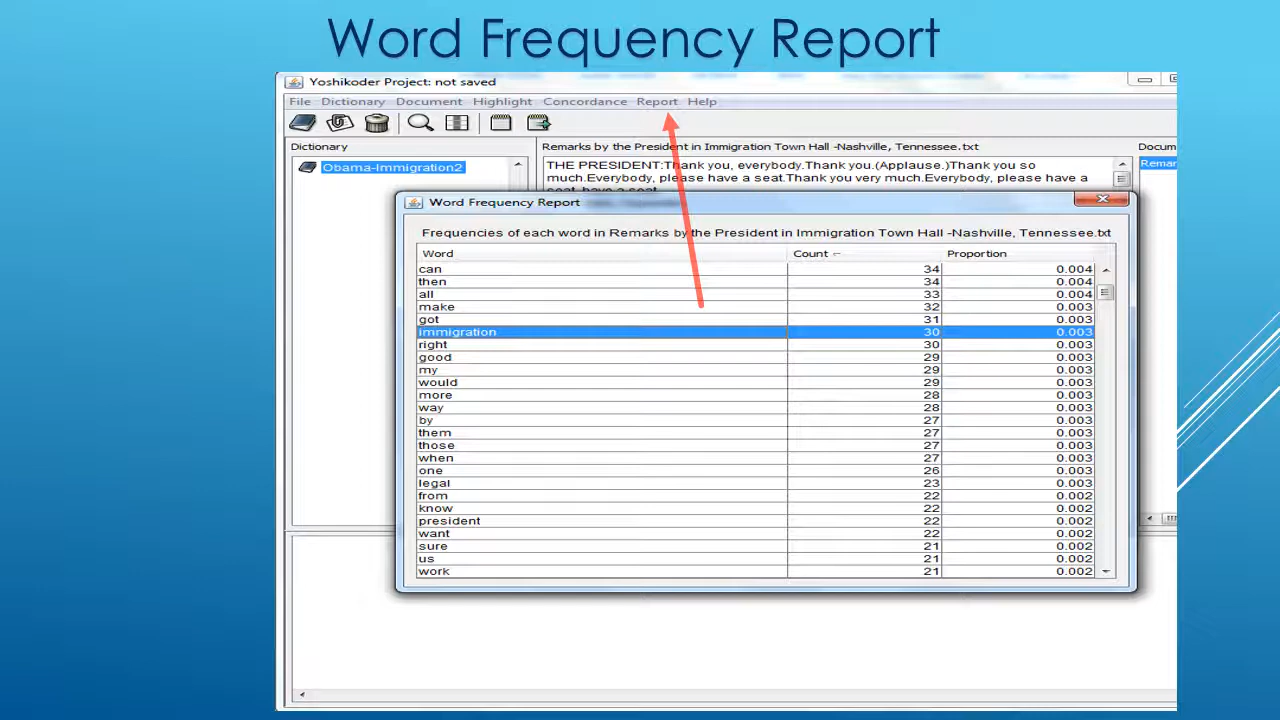 Word Frequency Report
Yoshikoder Project: not saved
File Dictionary Document Highlight Concordance Report Help
Dictionary
Remarks by the President in Immigration Town Hall -Nashville, Tennessee.txt
Docum
Obama-Immigration2
THE PRESIDENT:Thank you, everybody.Thank you.(Applause.)Thank you so
Remar
much.Everybody, please have a seat.Thank you very much.Everybody, please have a
seat, have a seat.
Word Frequency Report
Frequencies of each word in Remarks by the President in Immigration Town Hall -Nashville, Tennessee.txt
Word Count Proportion
can 34 0.004
then 34 0.004
all 33 0.004
make 32 0.003
got 31 0.003
immigration 30 0.003
right 30 0.003
good 29 0.003
my 29 0.003
would 29 0.003
more 28 0.003
way 28 0.003
by 27 0.003
them 27 0.003
those 27 0.003
when 27 0.003
one 26 0.003
legal 23 0.003
from 22 0.002
know 22 0.002
president 22 0.002
want 22 0.002
sure 21 0.002
us 21 0.002
work 21 0.002